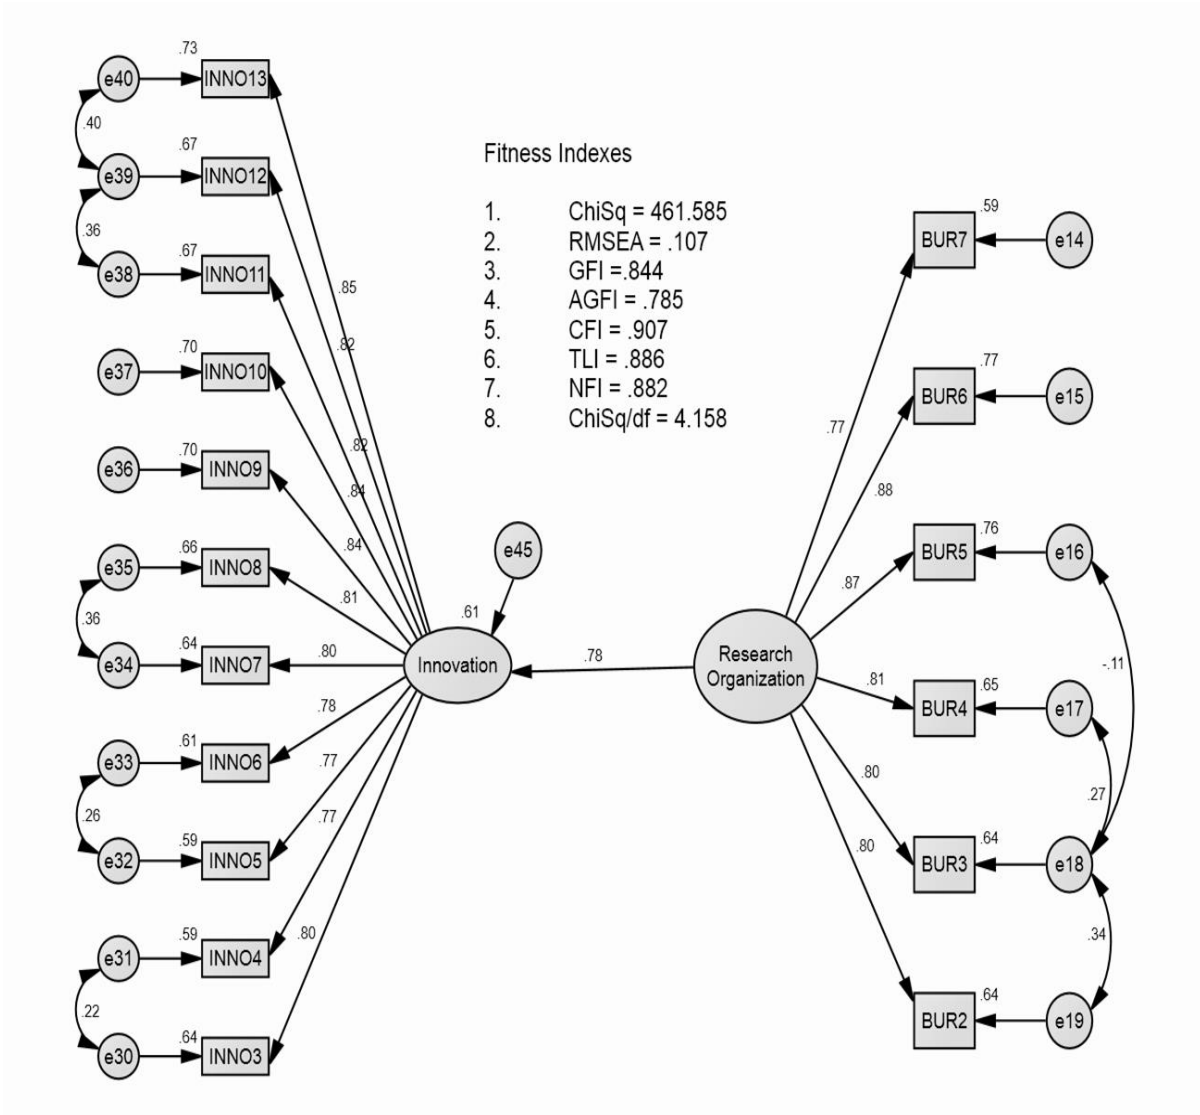 Fitness Indexes
1. ChiSq = 461.585
2. RMSEA = .107
3. GFI =.844
4. AGFI = .785
5. CFI = .907
6. TLI = .886
7. NFI = .882
8. ChiSq/df = 4.158
.73
e40 INNO13
.40
.67
e39 INNO12
.36
.67
e38 INNO11
.70
e37 INNO10
.70
e36 INNO9
.66
e35 INNO8
.36
.64
e34 INNO7
.61
e33 INNO6
.26
.59
e32 INNO5
.59
e31 INNO4
.22
.64
e30 INNO3
.85
.82
.82
.84
.84
.81
.80
.78
.77
.77
.80
e45
.61
Innovation
.78
Research
Organization
.77
.88
.87
.81
.80
.80
.59
BUR7 e14
.77
BUR6 e15
.76
BUR5 e16
-.11
.65
BUR4 e17
.27
.64
BUR3 e18
.34
.64
BUR2 e19